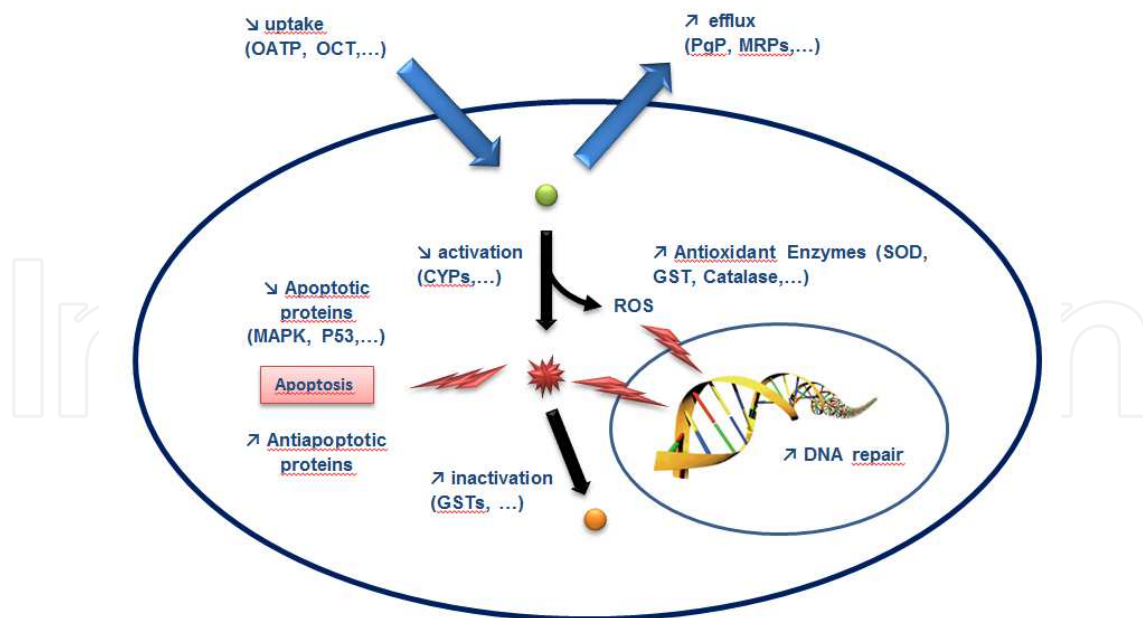 ↘ uptake
(OATP, OCT,...)
↗ efflux
(PgP, MRPs,...)
↘ activation
(CYPs,...)
↗ Antioxidant Enzymes (SOD,
GST, Catalase,...)
ROS
↘ Apoptotic
proteins
(MAPK, P53,...)
Apoptosis
↗ Antiapoptotic
proteins
↗ DNA repair
↗ inactivation
(GSTs, ...)